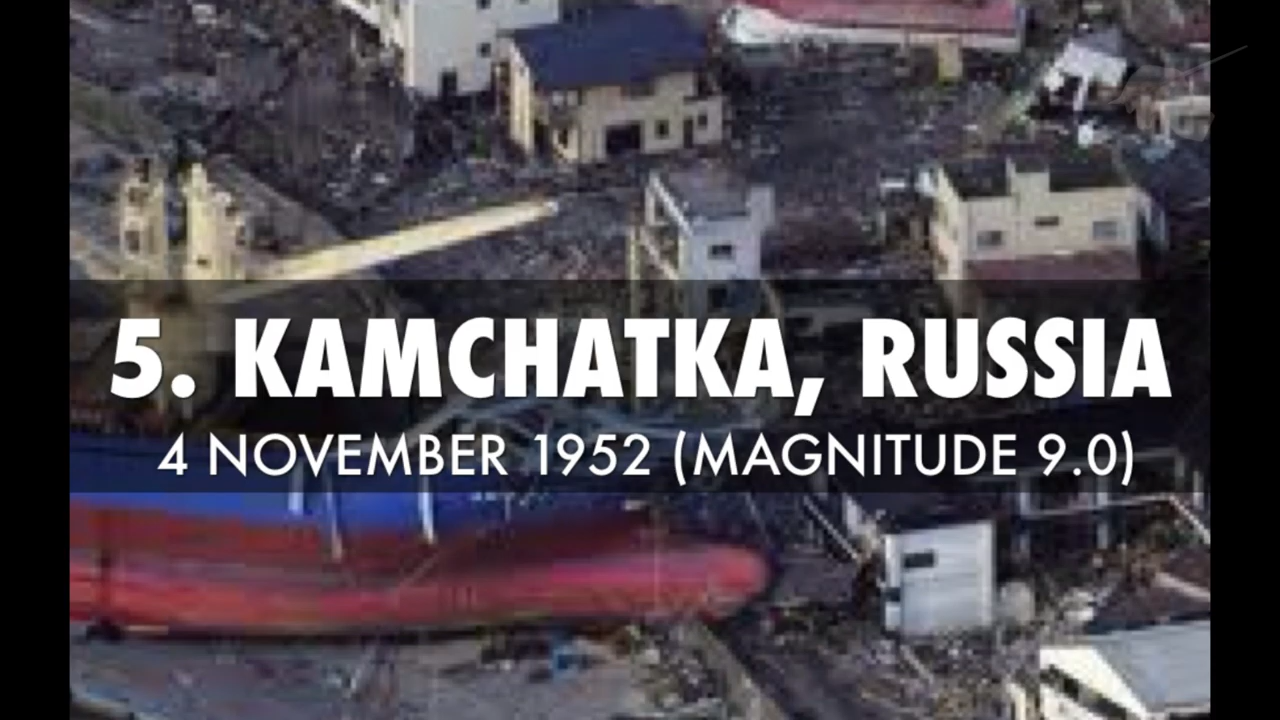 5. KAMCHATKA, RUSSIA
4 NOVEMBER 1952 (MAGNITUDE 9.0)